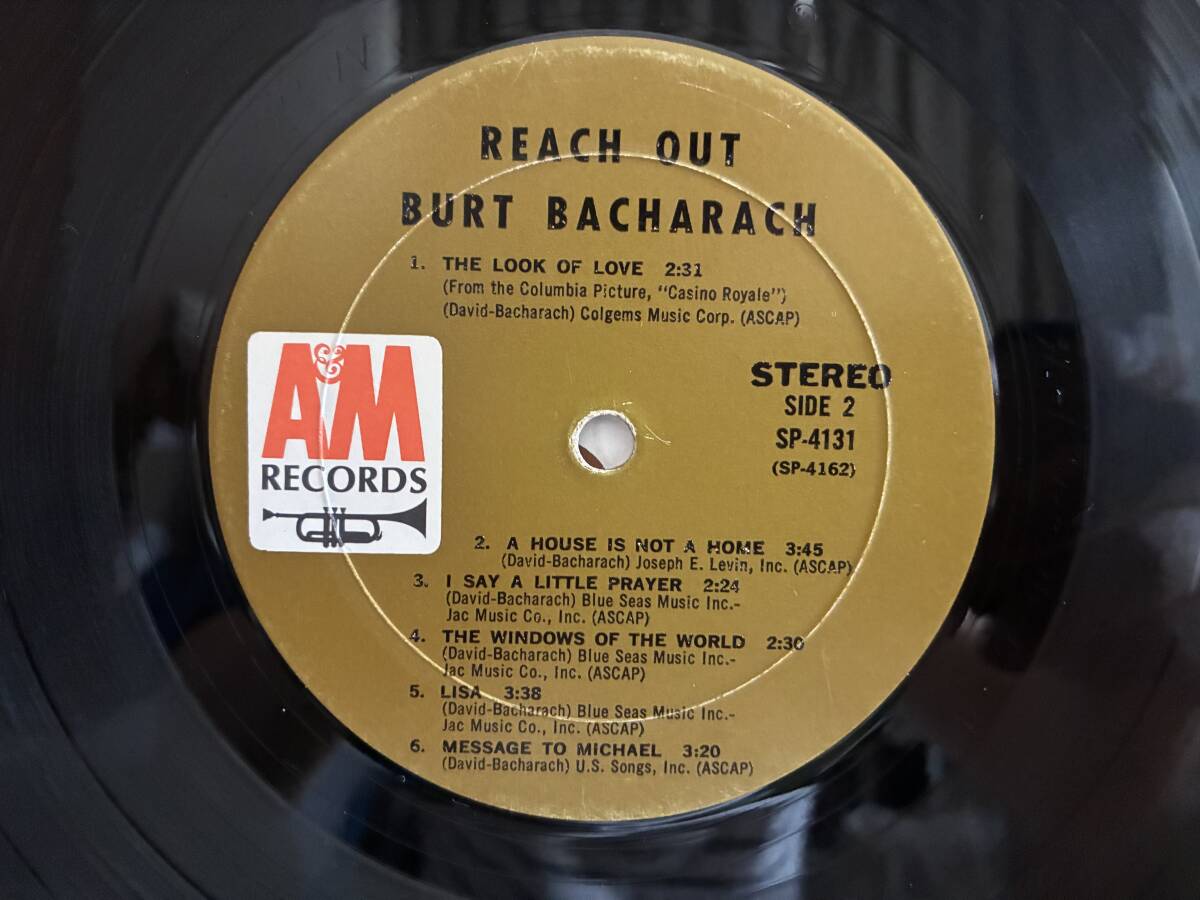 REACH OUT
BURT BACHARACH
1. THE LOOK OF LOVE 2:31
(From the Columbia Picture, "Casino Royale")
(David-Bacharach) Colgems Music Corp. (ASCAP)
A&M
RECORDS
STEREO
SIDE 2
SP-4131
(SP-4162)
2. A HOUSE IS NOT A HOME 3:45
(David-Bacharach) Joseph E. Levin, Inc. (ASCAP)
3. I SAY A LITTLE PRAYER 2:24
(David-Bacharach) Blue Seas Music Inc.-
Jac Music Co., Inc. (ASCAP)
4. THE WINDOWS OF THE WORLD 2:30
(David-Bacharach) Blue Seas Music Inc.-
Jac Music Co., Inc. (ASCAP)
5. LISA 3:38
(David-Bacharach) Blue Seas Music Inc.-
Jac Music Co., Inc. (ASCAP)
6. MESSAGE TO MICHAEL 3:20
(David-Bacharach) U.S. Songs, Inc. (ASCAP)